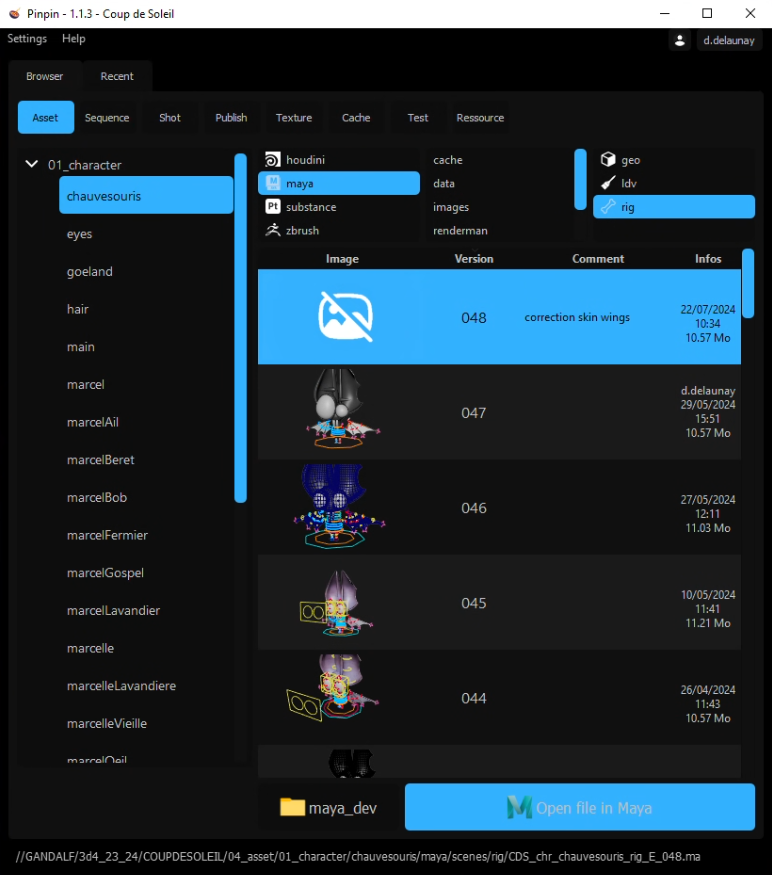 Pinpin - 1.1.3 - Coup de Soleil
Settings Help d.delaunay
Browser Recent
Asset Sequence Shot Publish Texture Cache Test Ressource
01_character
chauvesouris
eyes
goeland
hair
main
marcel
marcelAil
marcelBeret
marcelBob
marcelFermier
marcelGospel
marcelLavandier
marcelle
marcelleLavandiere
marcelleVieille
marcelOeil
houdini
maya
Pt substance
zbrush
cache
data
images
renderman
geo
ldv
rig
Image Version Comment Infos
048 correction skin wings 22/07/2024
10:34
10.57 Mo
047 d.delaunay
29/05/2024
15:51
10.57 Mo
046 27/05/2024
12:11
11.03 Mo
045 10/05/2024
11:41
11.21 Mo
044 26/04/2024
11:43
10.57 Mo
maya_dev
Open file in Maya
//GANDALF/3d4_23_24/COUPDESOLEIL/04_asset/01_character/chauvesouris/maya/scenes/rig/CDS_chr_chauvesouris_rig_E_048.ma